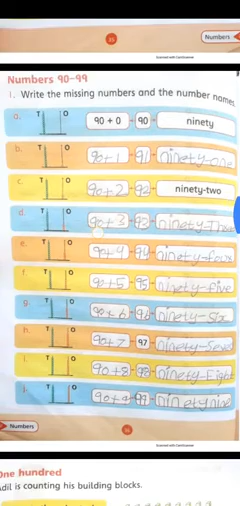 35
Numbers
Scanned with CamScanner
Numbers 90-99
1. Write the missing numbers and the number names.
a. T O 90 + 0 - 90 - ninety
b. T O 90+1 - 91 - ninety-one
c. T O 90+2 - 92 - ninety-two
d. T O 90+3 - 93 - ninety-Three
e. T O 90+4 - 94 - ninety-four
f. T O 90+5 - 95 - ninety-five
g. T O 90+6 - 96 - ninety-six
h. T O 90+7 - 97 - ninety-Seven
i. T O 90+8 - 98 - ninety-Eight
T O 90+9 - 99 - ninetynine
Numbers
Scanned with CamScanner
One hundred
Adil is counting his building blocks.